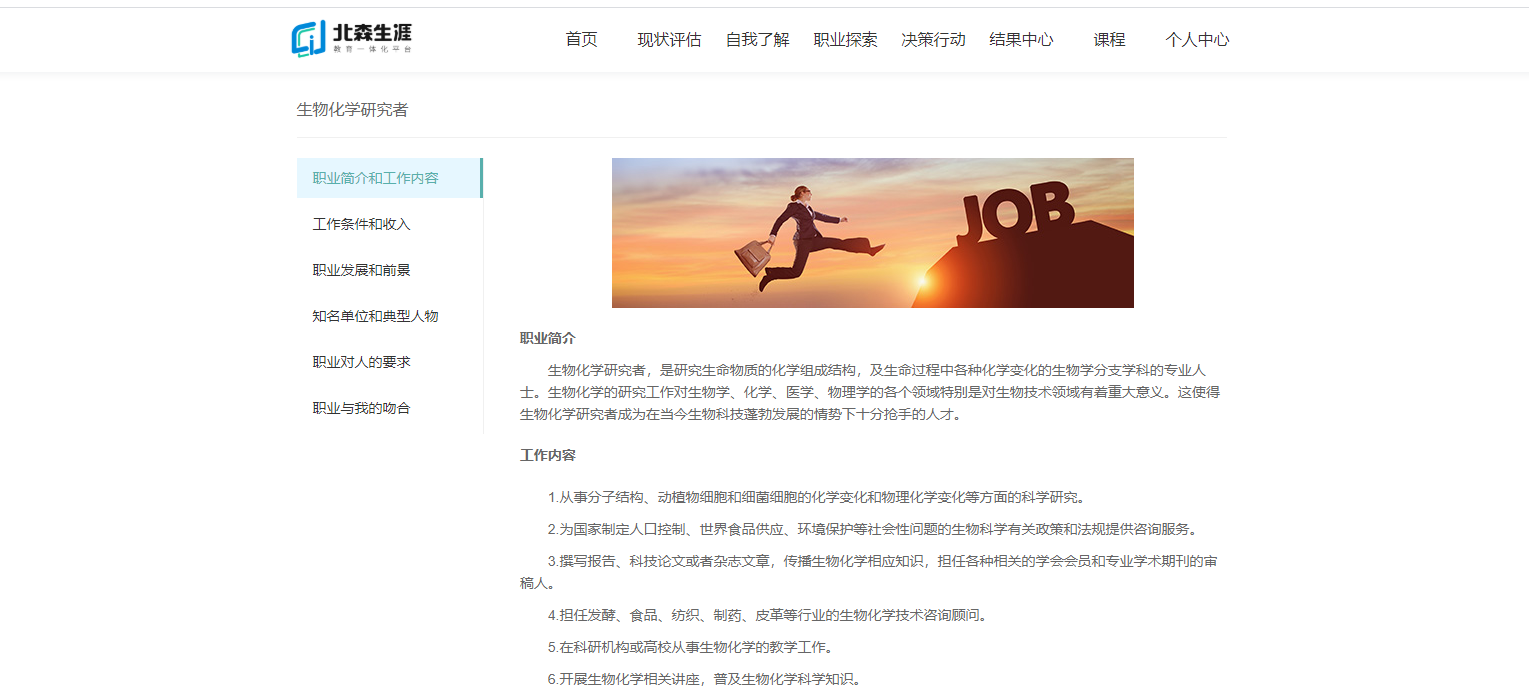 北森生涯
教育一体化平台
首页 现状评估 自我了解 职业探索 决策行动 结果中心 课程 个人中心
生物化学研究者
职业简介和工作内容
工作条件和收入
职业发展和前景
知名单位和典型人物
职业对人的要求
职业与我的吻合
JOB
职业简介
生物化学研究者，是研究生命物质的化学组成结构，及生命过程中各种化学变化的生物学分支学科的专业人
士。生物化学的研究工作对生物学、化学、医学、物理学的各个领域特别是对生物技术领域有着重大意义。这使得
生物化学研究者成为在当今生物科技蓬勃发展的情势下十分抢手的人才。
工作内容
1.从事分子结构、动植物细胞和细菌细胞的化学变化和物理化学变化等方面的科学研究。
2.为国家制定人口控制、世界食品供应、环境保护等社会性问题的生物科学有关政策和法规提供咨询服务。
3.撰写报告、科技论文或者杂志文章，传播生物化学相应知识，担任各种相关的学会会员和专业学术期刊的审
稿人。
4.担任发酵、食品、纺织、制药、皮革等行业的生物化学技术咨询顾问。
5.在科研机构或高校从事生物化学的教学工作。
6.开展生物化学相关讲座，普及生物化学科学知识。